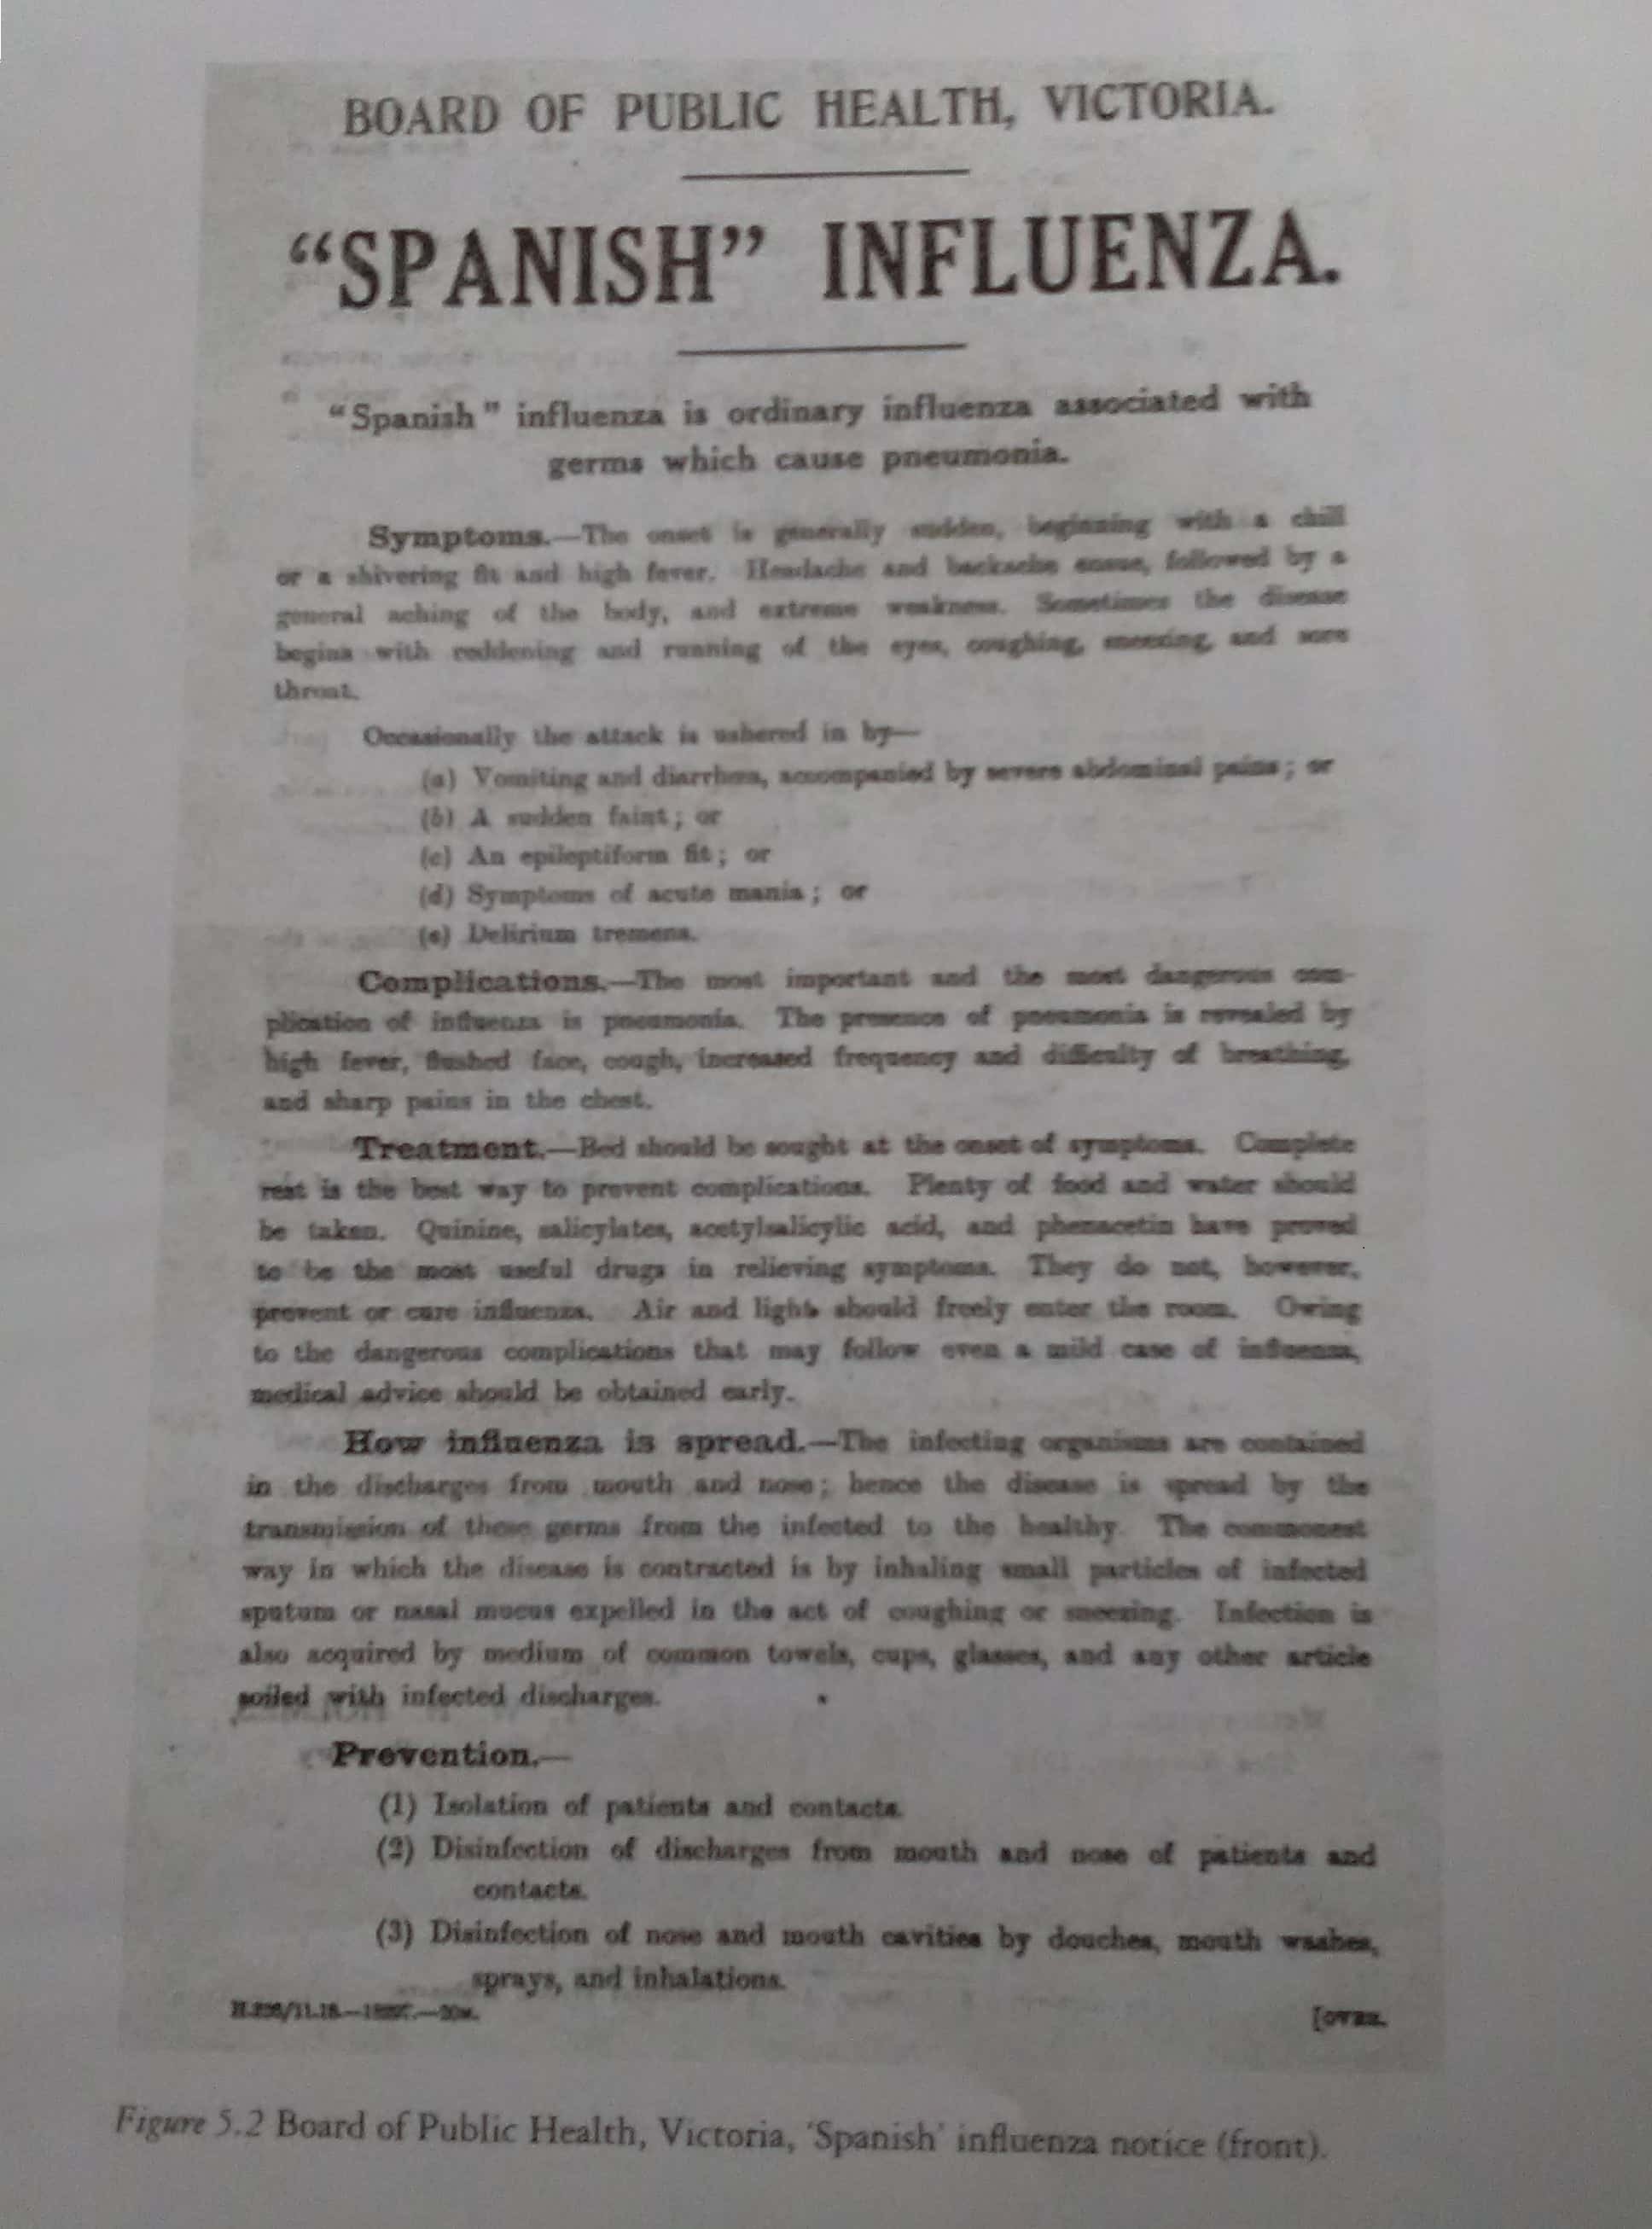 BOARD OF PUBLIC HEALTH, VICTORIA.
“SPANISH” INFLUENZA.
“Spanish” influenza is ordinary influenza associated with
germs which cause pneumonia.
Symptoms.—The onset is generally sudden, beginning with a chill
or a shivering fit and high fever. Headache and backache ensue, followed by a
general aching of the body, and extreme weakness. Sometimes the disease
begins with reddening and running of the eyes, coughing, sneezing, and sore
throat.
Occasionally the attack is ushered in by—
(a) Vomiting and diarrhœa, accompanied by severe abdominal pains; or
(b) A sudden faint; or
(c) An epileptiform fit; or
(d) Symptoms of acute mania; or
(e) Delirium tremens.
Complications.—The most important and the most dangerous com-
plication of influenza is pneumonia. The presence of pneumonia is revealed by
high fever, flushed face, cough, increased frequency and difficulty of breathing,
and sharp pains in the chest.
Treatment.—Bed should be sought at the onset of symptoms. Complete
rest is the best way to prevent complications. Plenty of food and water should
be taken. Quinine, salicylates, acetylsalicylic acid, and phenacetin have proved
to be the most useful drugs in relieving symptoms. They do not, however,
prevent or cure influenza. Air and light should freely enter the room. Owing
to the dangerous complications that may follow even a mild case of influenza,
medical advice should be obtained early.
How influenza is spread.—The infecting organisms are contained
in the discharges from mouth and nose; hence the disease is spread by the
transmission of these germs from the infected to the healthy. The commonest
way in which the disease is contracted is by inhaling small particles of infected
sputum or nasal mucus expelled in the act of coughing or sneezing. Infection is
also acquired by medium of common towels, cups, glasses, and any other article
soiled with infected discharges.
Prevention.—
(1) Isolation of patients and contacts.
(2) Disinfection of discharges from mouth and nose of patients and
contacts.
(3) Disinfection of nose and mouth cavities by douches, mouth washes,
sprays, and inhalations.
[OVER.
Figure 5.2 Board of Public Health, Victoria, ‘Spanish’ influenza notice (front).